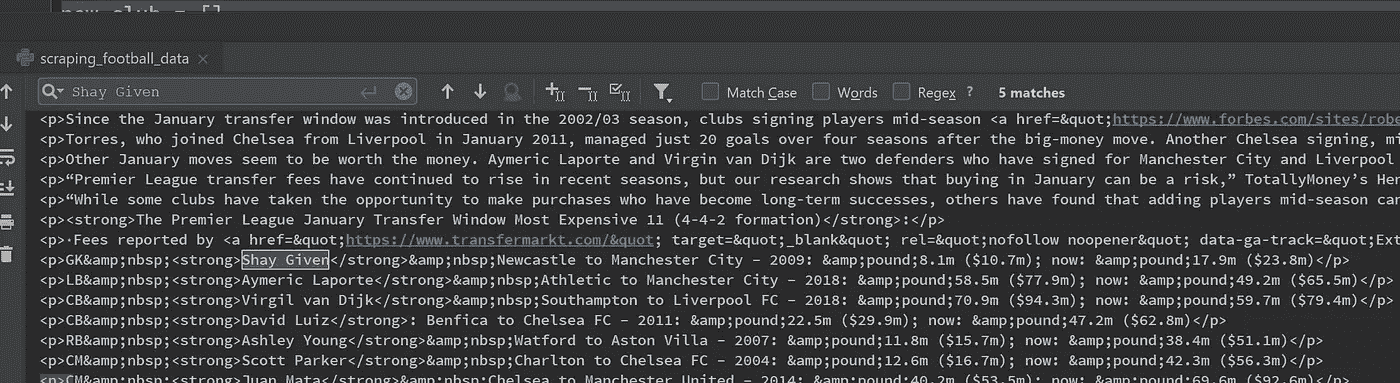 new_club = []
scraping_football_data
Shay Given
Match Case Words Regex ? 5 matches
<p>Since the January transfer window was introduced in the 2002/03 season, clubs signing players mid-season <a href=&quot;https://www.forbes.com/sites/robe
<p>Torres, who joined Chelsea from Liverpool in January 2011, managed just 20 goals over four seasons after the big-money move. Another Chelsea signing, mi
<p>Other January moves seem to be worth the money. Aymeric Laporte and Virgin van Dijk are two defenders who have signed for Manchester City and Liverpool
<p>“Premier League transfer fees have continued to rise in recent seasons, but our research shows that buying in January can be a risk,” TotallyMoney’s Her
<p>“While some clubs have taken the opportunity to make purchases who have become long-term successes, others have found that adding players mid-season can
<p><strong>The Premier League January Transfer Window Most Expensive 11 (4-4-2 formation)</strong>:</p>
<p>·Fees reported by <a href=&quot;https://www.transfermarkt.com/&quot; target=&quot;_blank&quot; rel=&quot;nofollow noopener&quot; data-ga-track=&quot;Ext
<p>GK&amp;nbsp;<strong>Shay Given</strong>&amp;nbsp;Newcastle to Manchester City – 2009: &amp;pound;8.1m ($10.7m); now: &amp;pound;17.9m ($23.8m)</p>
<p>LB&amp;nbsp;<strong>Aymeric Laporte</strong>&amp;nbsp;Athletic to Manchester City – 2018: &amp;pound;58.5m ($77.9m); now: &amp;pound;49.2m ($65.5m)</p>
<p>CB&amp;nbsp;<strong>Virgil van Dijk</strong>&amp;nbsp;Southampton to Liverpool FC – 2018: &amp;pound;70.9m ($94.3m); now: &amp;pound;59.7m ($79.4m)</p>
<p>CB&amp;nbsp;<strong>David Luiz</strong>: Benfica to Chelsea FC – 2011: &amp;pound;22.5m ($29.9m); now: &amp;pound;47.2m ($62.8m)</p>
<p>RB&amp;nbsp;<strong>Ashley Young</strong>&amp;nbsp;Watford to Aston Villa – 2007: &amp;pound;11.8m ($15.7m); now: &amp;pound;38.4m ($51.1m)</p>
<p>CM&amp;nbsp;<strong>Scott Parker</strong>&amp;nbsp;Charlton to Chelsea FC – 2004: &amp;pound;12.6m ($16.7m); now: &amp;pound;42.3m ($56.3m)</p>
<p>CM&amp;nbsp;<strong>Juan Mata</strong>&amp;nbsp;Chelsea to Manchester United – 2014: &amp;pound;40.2m ($53.5m); now: &amp;pound;69.6m ($92.6m)</p>